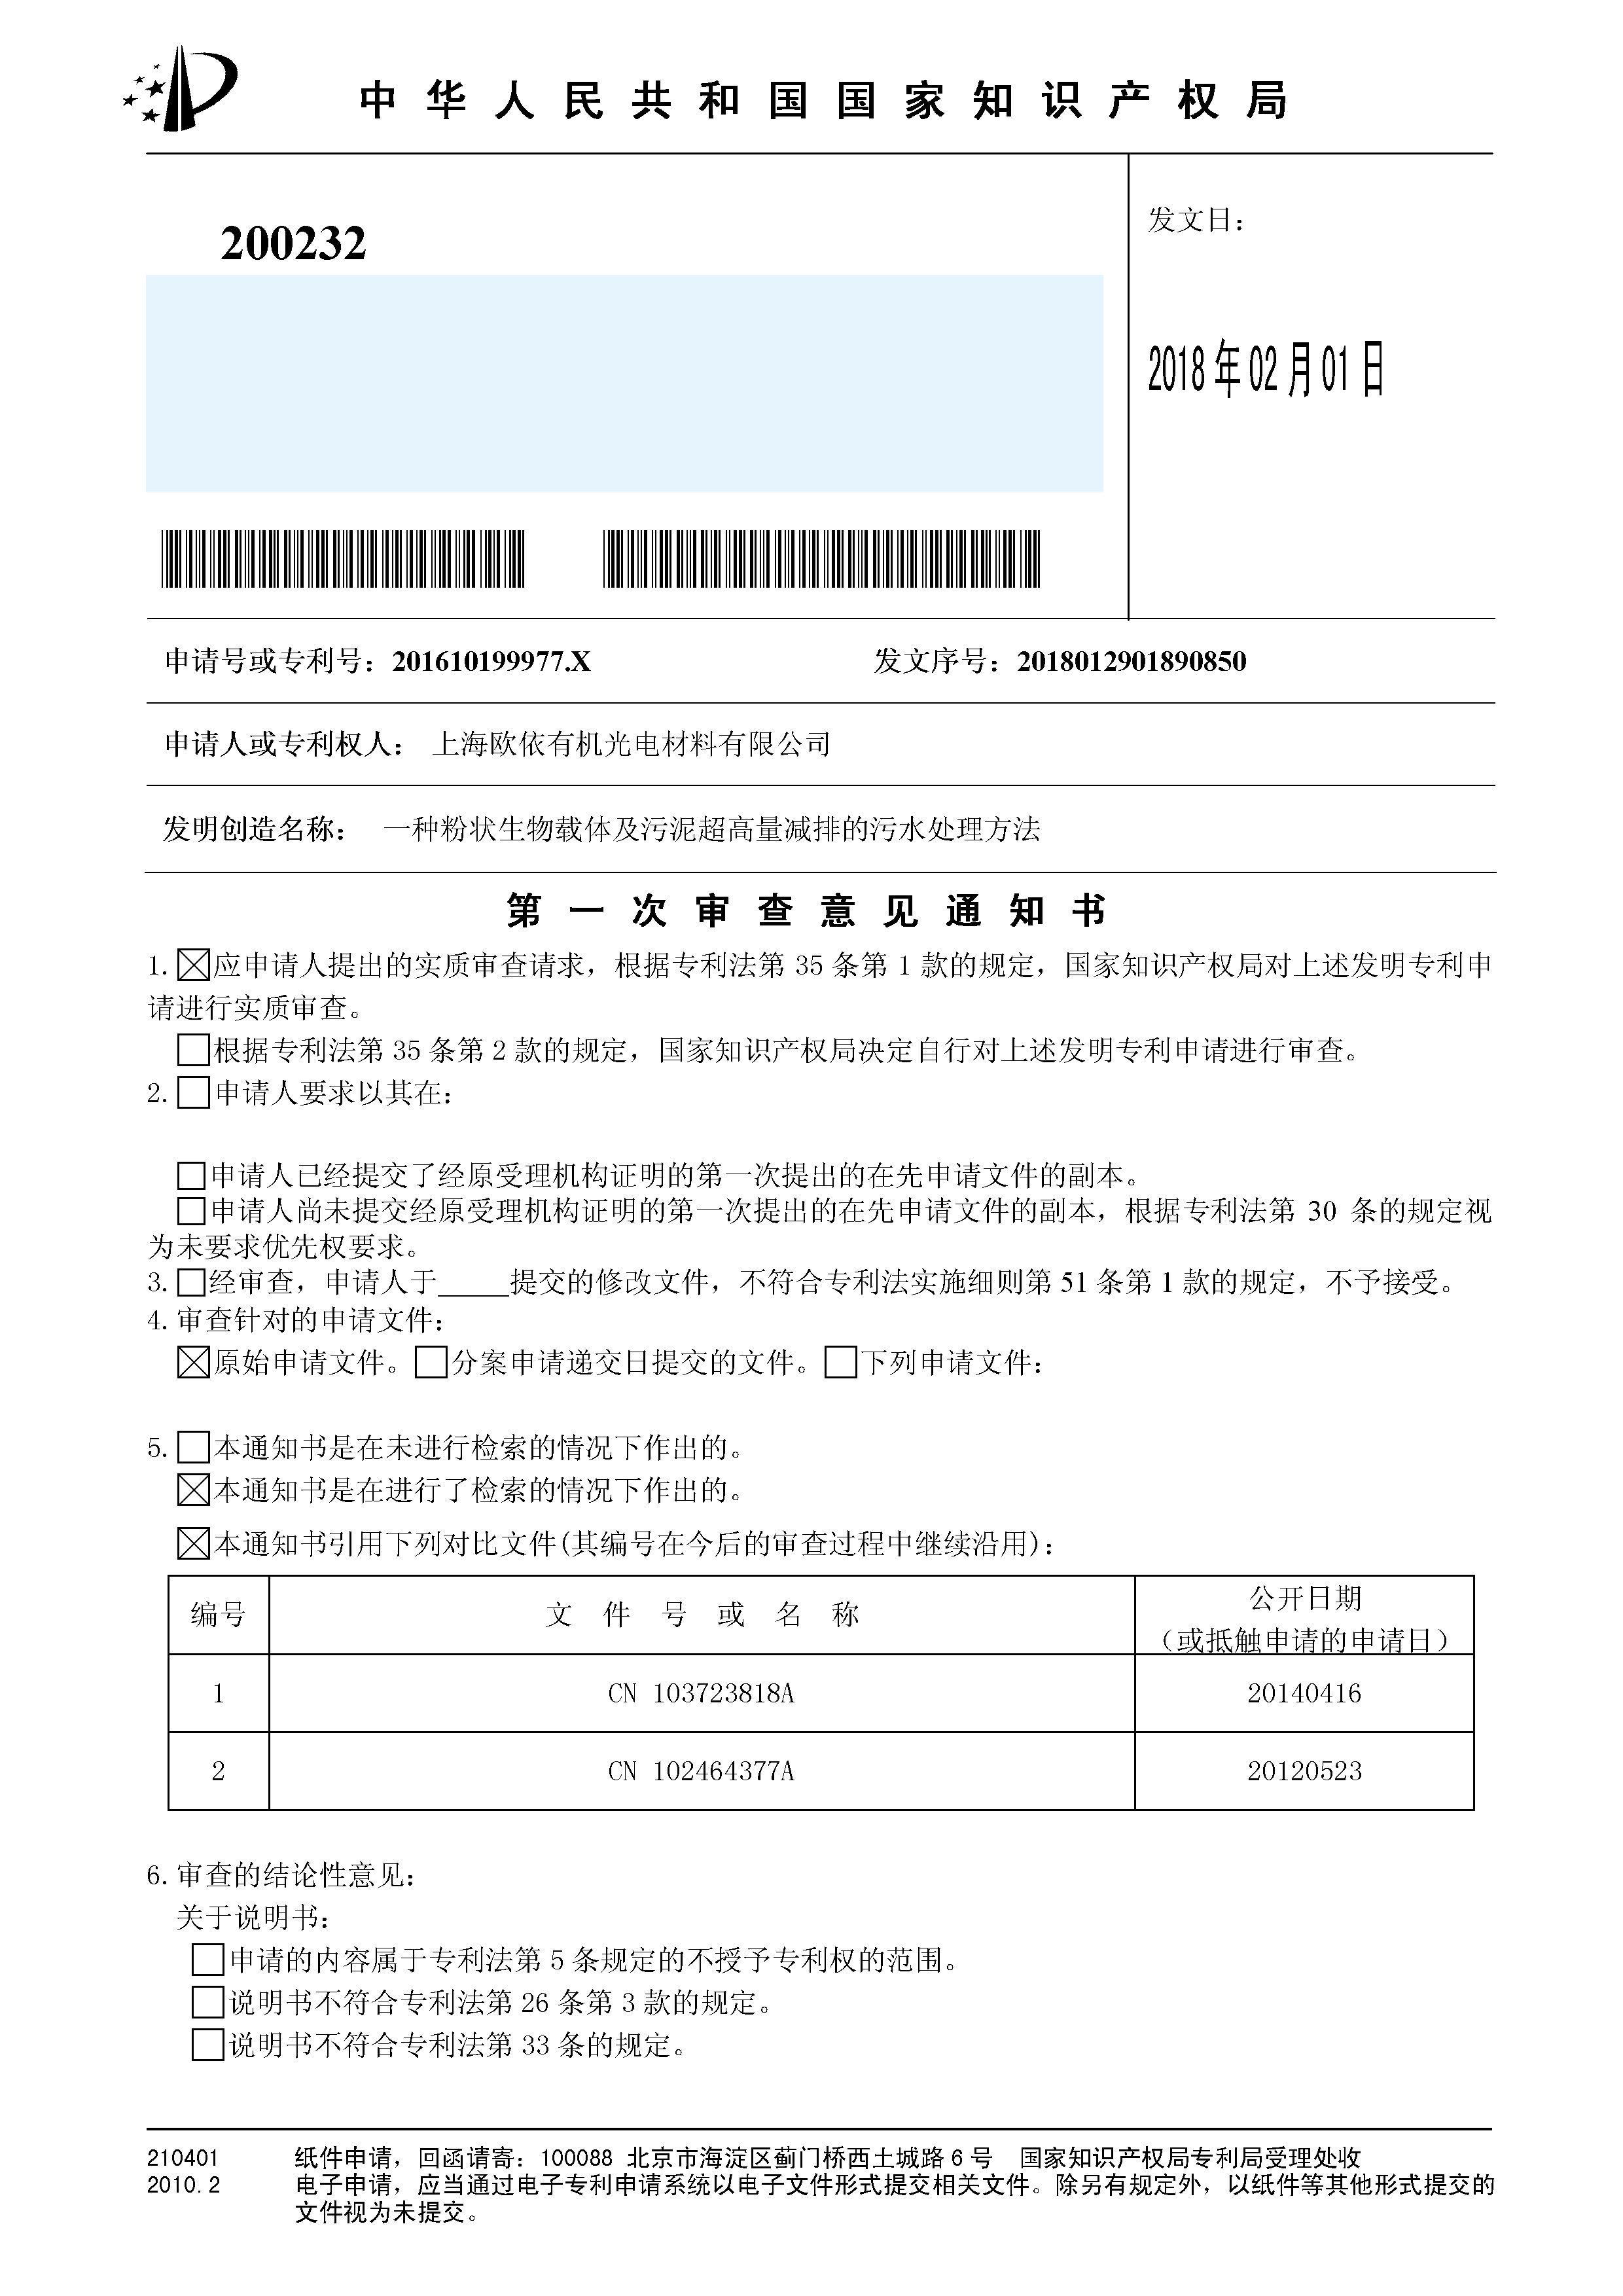 中华人民共和国国家知识产权局
200232
发文日：
2018年02月01日
申请号或专利号：201610199977.X 发文序号：2018012901890850
申请人或专利权人： 上海欧依有机光电材料有限公司
发明创造名称： 一种粉状生物载体及污泥超高量减排的污水处理方法
第一次审查意见通知书
1. ☒应申请人提出的实质审查请求，根据专利法第 35 条第 1 款的规定，国家知识产权局对上述发明专利申
请进行实质审查。
☐根据专利法第 35 条第 2 款的规定，国家知识产权局决定自行对上述发明专利申请进行审查。
2. ☐申请人要求以其在：
☐申请人已经提交了经原受理机构证明的第一次提出的在先申请文件的副本。
☐申请人尚未提交经原受理机构证明的第一次提出的在先申请文件的副本，根据专利法第 30 条的规定视
为未要求优先权要求。
3. ☐经审查，申请人于_____提交的修改文件，不符合专利法实施细则第 51 条第 1 款的规定，不予接受。
4. 审查针对的申请文件：
☒原始申请文件。☐分案申请递交日提交的文件。☐下列申请文件：
5. ☐本通知书是在未进行检索的情况下作出的。
☒本通知书是在进行了检索的情况下作出的。
☒本通知书引用下列对比文件(其编号在今后的审查过程中继续沿用)：
编号 文件号或名称 公开日期
（或抵触申请的申请日）
1 CN 103723818A 20140416
2 CN 102464377A 20120523
6. 审查的结论性意见：
关于说明书：
☐申请的内容属于专利法第 5 条规定的不授予专利权的范围。
☐说明书不符合专利法第 26 条第 3 款的规定。
☐说明书不符合专利法第 33 条的规定。
210401 纸件申请，回函请寄：100088 北京市海淀区蓟门桥西土城路 6 号 国家知识产权局专利局受理处收
2010.2 电子申请，应当通过电子专利申请系统以电子文件形式提交相关文件。除另有规定外，以纸件等其他形式提交的
文件视为未提交。